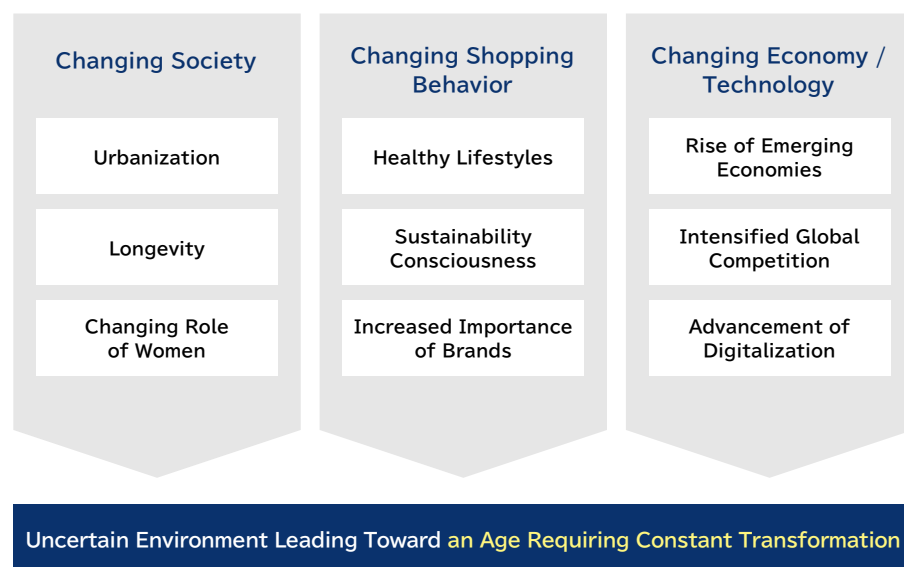 Changing Society
Urbanization
Longevity
Changing Role
of Women
Changing Shopping
Behavior
Healthy Lifestyles
Sustainability
Consciousness
Increased Importance
of Brands
Changing Economy /
Technology
Rise of Emerging
Economies
Intensified Global
Competition
Advancement of
Digitalization
Uncertain Environment Leading Toward an Age Requiring Constant Transformation